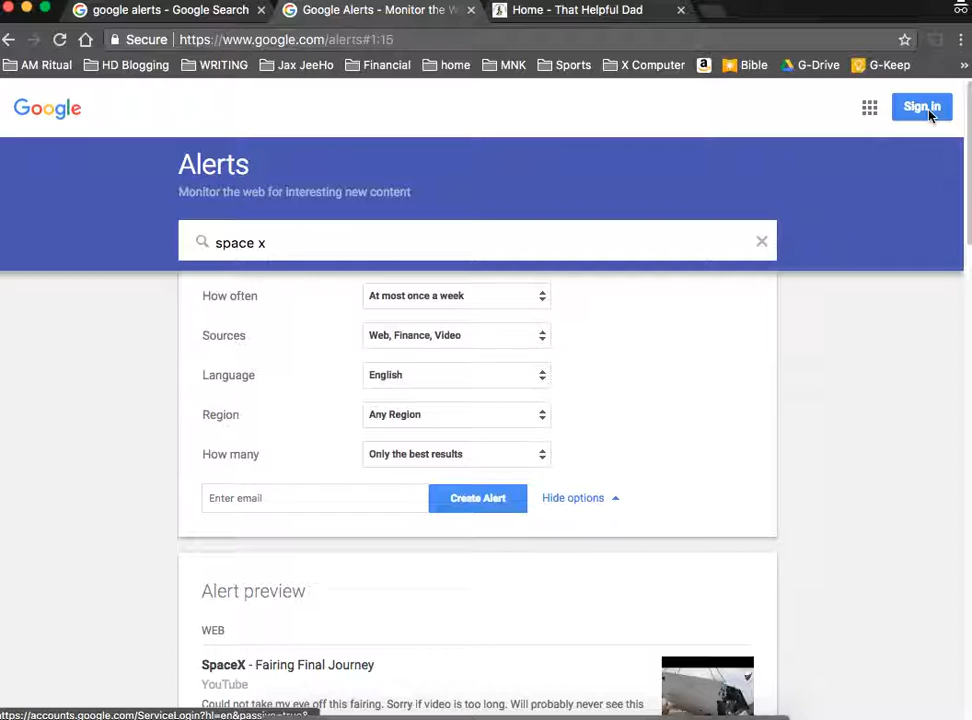 google alerts - Google Search
Google Alerts - Monitor the W
Home - That Helpful Dad
Secure
https://www.google.com/alerts#1:15
AM Ritual
HD Blogging
WRITING
Jax JeeHo
Financial
home
MNK
Sports
X Computer
Bible
G-Drive
G-Keep
»
Google
Sign in
Alerts
Monitor the web for interesting new content
space x
How often
At most once a week
Sources
Web, Finance, Video
Language
English
Region
Any Region
How many
Only the best results
Enter email
Create Alert
Hide options
Alert preview
WEB
SpaceX - Fairing Final Journey
YouTube
Could not take my eye off this fairing. Sorry if video is too long. Will probably never see this
https://accounts.google.com/ServiceLogin?hl=en&passive=true&